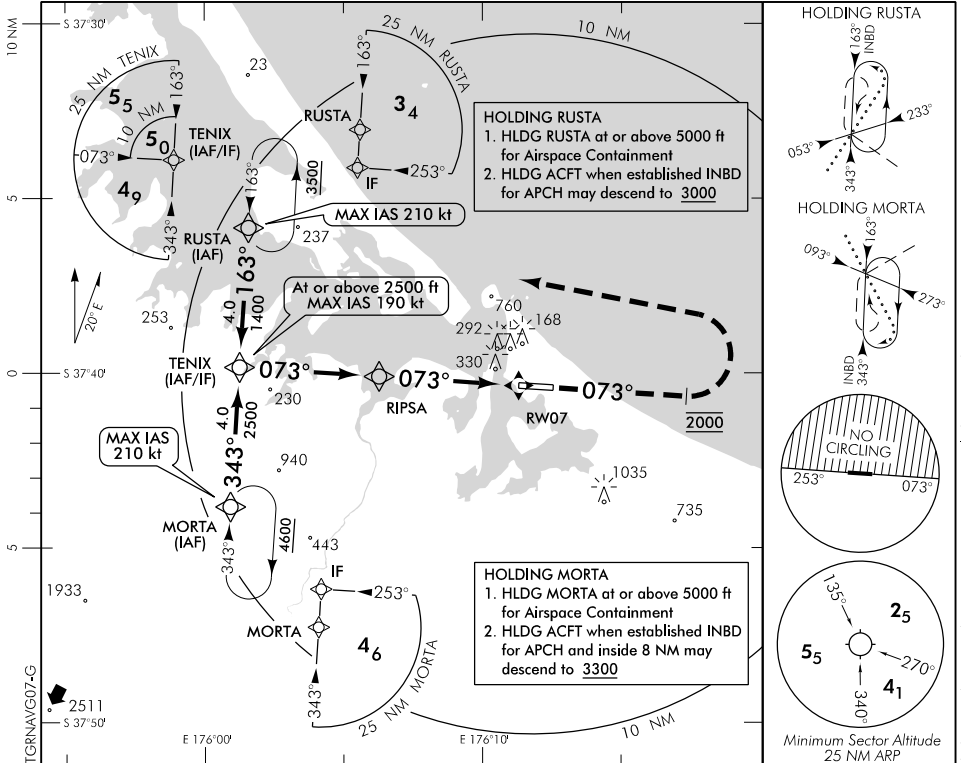 10 NM
S 37°30'
25 NM TENIX
5₅
10 NM
5₀
4₉
073°
163°
343°
TENIX
(IAF/IF)
23
25 NM RUSTA
163°
RUSTA
3₄
IF
253°
10 NM
HOLDING RUSTA
1. HLDG RUSTA at or above 5000 ft
for Airspace Containment
2. HLDG ACFT when established INBD
for APCH may descend to 3000
5
163°
3500
MAX IAS 210 kt
RUSTA
(IAF)
237
20° E
163°
4.0
1400
253
At or above 2500 ft
MAX IAS 190 kt
760
292
168
330
0
S 37°40'
TENIX
(IAF/IF)
073°
073°
073°
230
RIPSA
RW07
2000
4.0
2500
343°
MAX IAS
210 kt
940
1035
735
MORTA
(IAF)
343°
4600
443
5
1933
IF
253°
MORTA
4₆
343°
25 NM MORTA
10 NM
HOLDING MORTA
1. HLDG MORTA at or above 5000 ft
for Airspace Containment
2. HLDG ACFT when established INBD
for APCH and inside 8 NM may
descend to 3300
2511
S 37°50'
E 176°00'
E 176°10'
TGRNAVG07-G
HOLDING RUSTA
163°
INBD
233°
053°
343°
HOLDING MORTA
163°
093°
273°
INBD
343°
NO
CIRCLING
253°
073°
135°
2₅
5₅
270°
4₁
340°
Minimum Sector Altitude
25 NM ARP